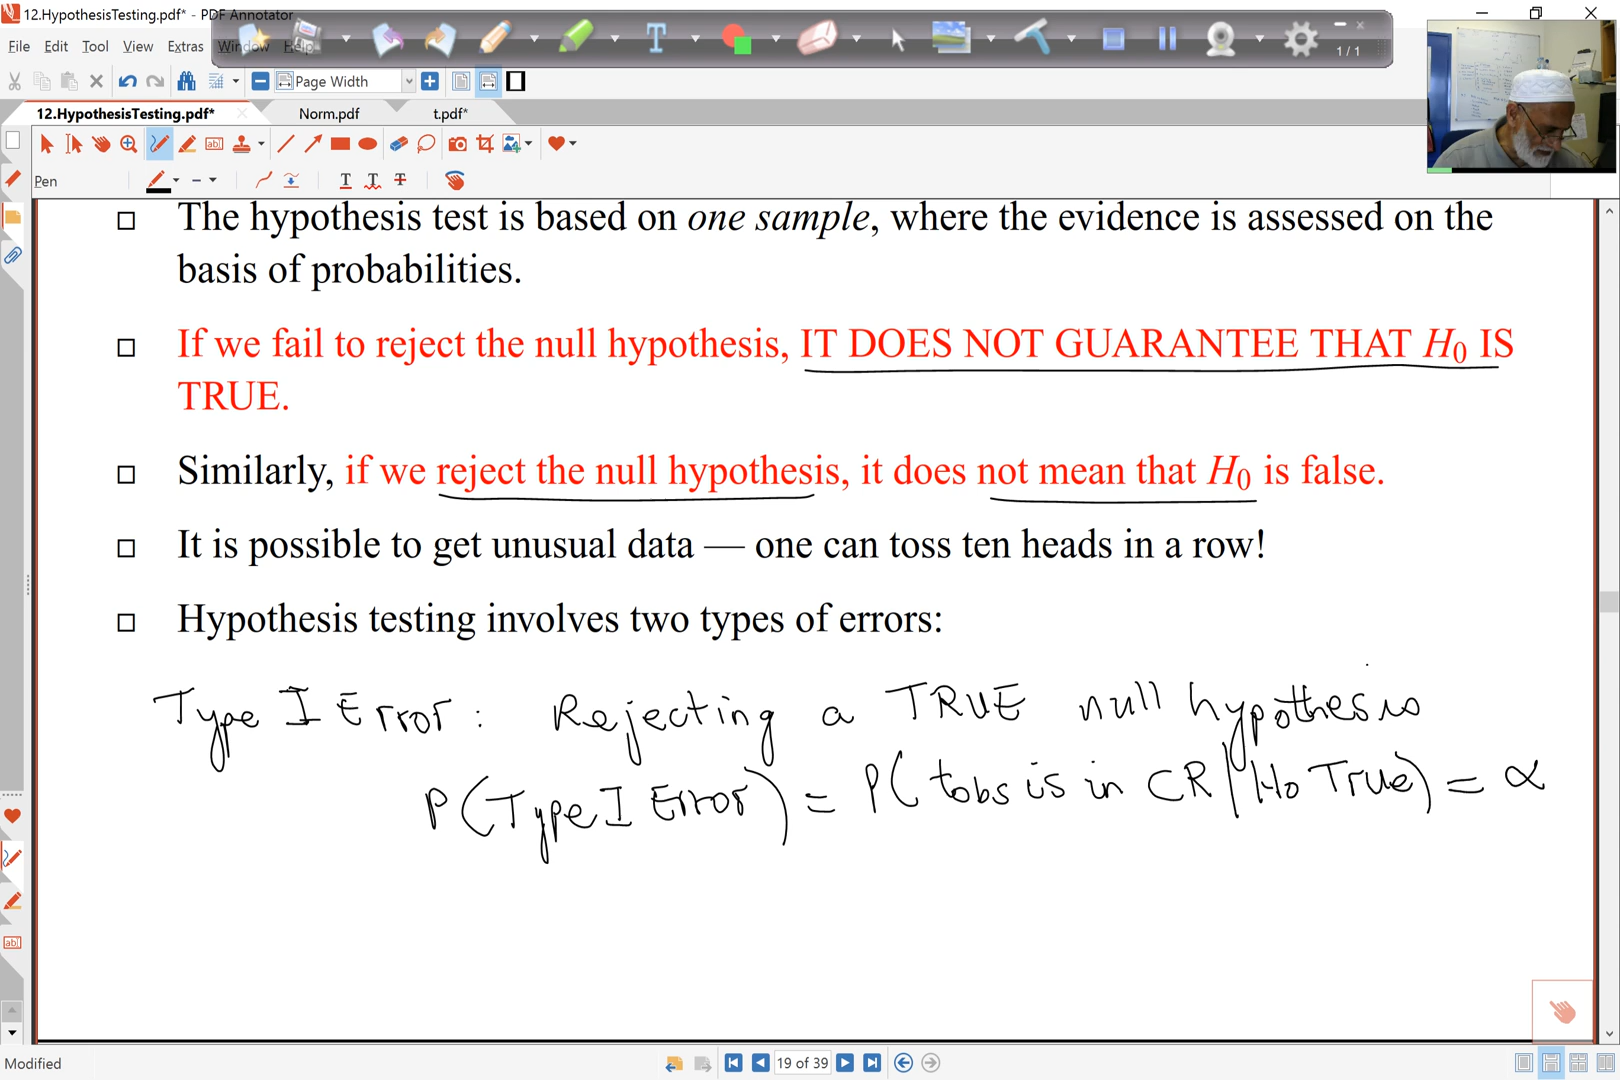 12.HypothesisTesting.pdf* - PDF Annotator
File Edit Tool View Extras Window Help
1 / 1
Page Width
12.HypothesisTesting.pdf* Norm.pdf t.pdf*
Pen
□ The hypothesis test is based on one sample, where the evidence is assessed on the
basis of probabilities.
□ If we fail to reject the null hypothesis, IT DOES NOT GUARANTEE THAT H0 IS
TRUE.
□ Similarly, if we reject the null hypothesis, it does not mean that H0 is false.
□ It is possible to get unusual data — one can toss ten heads in a row!
□ Hypothesis testing involves two types of errors:
Type I Error : Rejecting a TRUE null hypothesis
P(Type I Error) = P( tobs is in CR | Ho True) = α
Modified
19 of 39